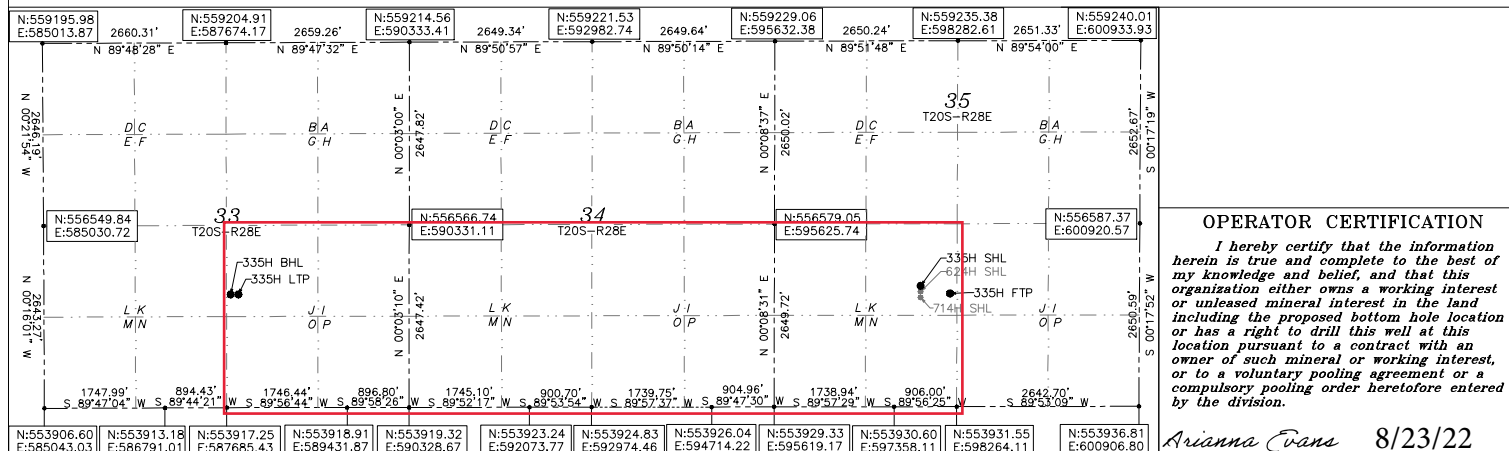 N:559195.98
E:585013.87
2660.31'
N 89°48'28" E
N:559204.91
E:587674.17
2659.26'
N 89°47'32" E
N:559214.56
E:590333.41
2649.34'
N 89°50'57" E
N:559221.53
E:592982.74
2649.64'
N 89°50'14" E
N:559229.06
E:595632.38
2650.24'
N 89°51'48" E
N:559235.38
E:598282.61
2651.33'
N 89°54'00" E
N:559240.01
E:600933.93
N 00°21'54" W
2646.19'
D C
E F
B A
G H
N 00°03'00" E
2647.82'
D C
E F
B A
G H
N 00°08'37" E
2650.02'
D C
E F
35
T20S-R28E
B A
G H
2652.67'
S 00°17'19" W
N:556549.84
E:585030.72
33
T20S-R28E
N:556566.74
E:590331.11
34
T20S-R28E
N:556579.05
E:595625.74
N:556587.37
E:600920.57
335H BHL
335H LTP
335H SHL
624H SHL
335H FTP
714H SHL
N 00°16'01" W
2643.27'
L K
M N
J I
O P
N 00°03'10" E
2647.42'
L K
M N
J I
O P
N 00°08'31" E
2649.72'
L K
M N
J I
O P
2650.59'
S 00°17'52" W
1747.99'
S 89°47'04" W
894.43'
S 89°44'21" W
1746.44'
S 89°56'44" W
896.80'
S 89°58'26" W
1745.10'
S 89°52'17" W
900.70'
S 89°53'54" W
1739.75'
S 89°57'37" W
904.96'
S 89°47'30" W
1738.94'
S 89°57'29" W
906.00'
S 89°56'25" W
2642.70'
S 89°53'09" W
N:553906.60
E:585043.03
N:553913.18
E:586791.01
N:553917.25
E:587685.43
N:553918.91
E:589431.87
N:553919.32
E:590328.67
N:553923.24
E:592073.77
N:553924.83
E:592974.46
N:553926.04
E:594714.22
N:553929.33
E:595619.17
N:553930.60
E:597358.11
N:553931.55
E:598264.11
N:553936.81
E:600906.80
OPERATOR CERTIFICATION
I hereby certify that the information
herein is true and complete to the best of
my knowledge and belief, and that this
organization either owns a working interest
or unleased mineral interest in the land
including the proposed bottom hole location
or has a right to drill this well at this
location pursuant to a contract with an
owner of such mineral or working interest,
or to a voluntary pooling agreement or a
compulsory pooling order heretofore entered
by the division.
Arianna Evans 8/23/22